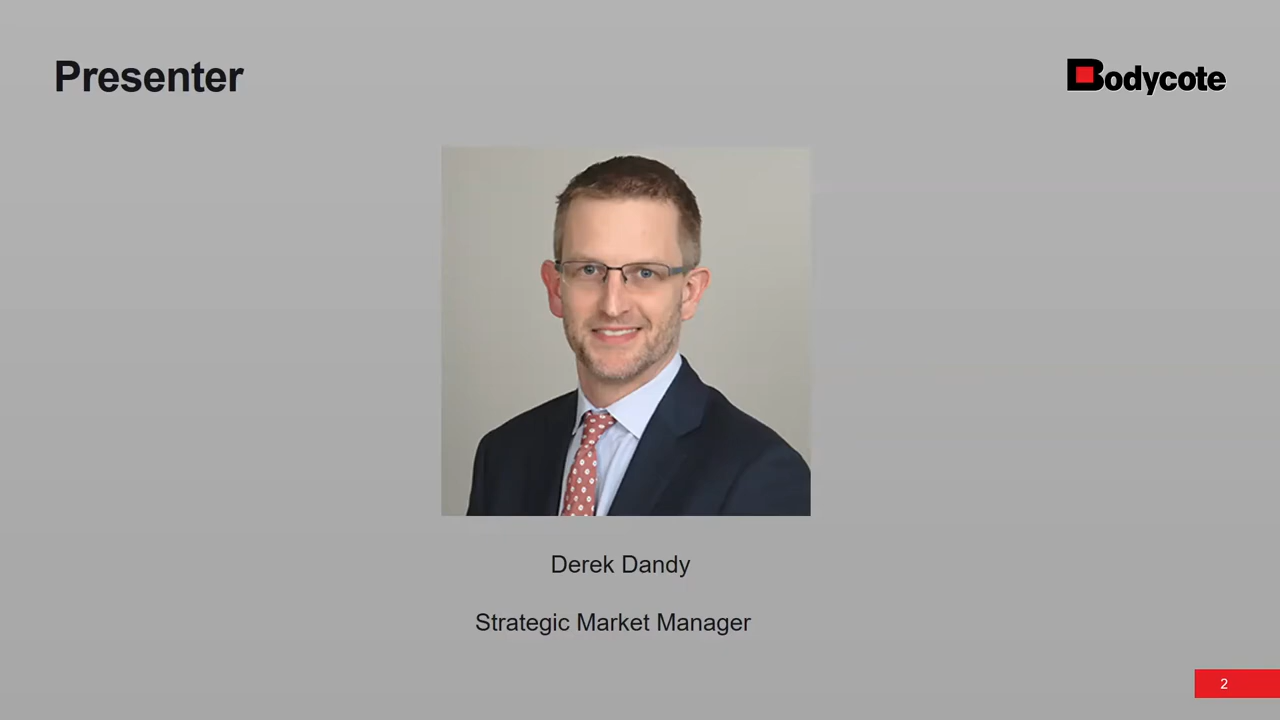 Presenter
Bodycote
Derek Dandy
Strategic Market Manager
2